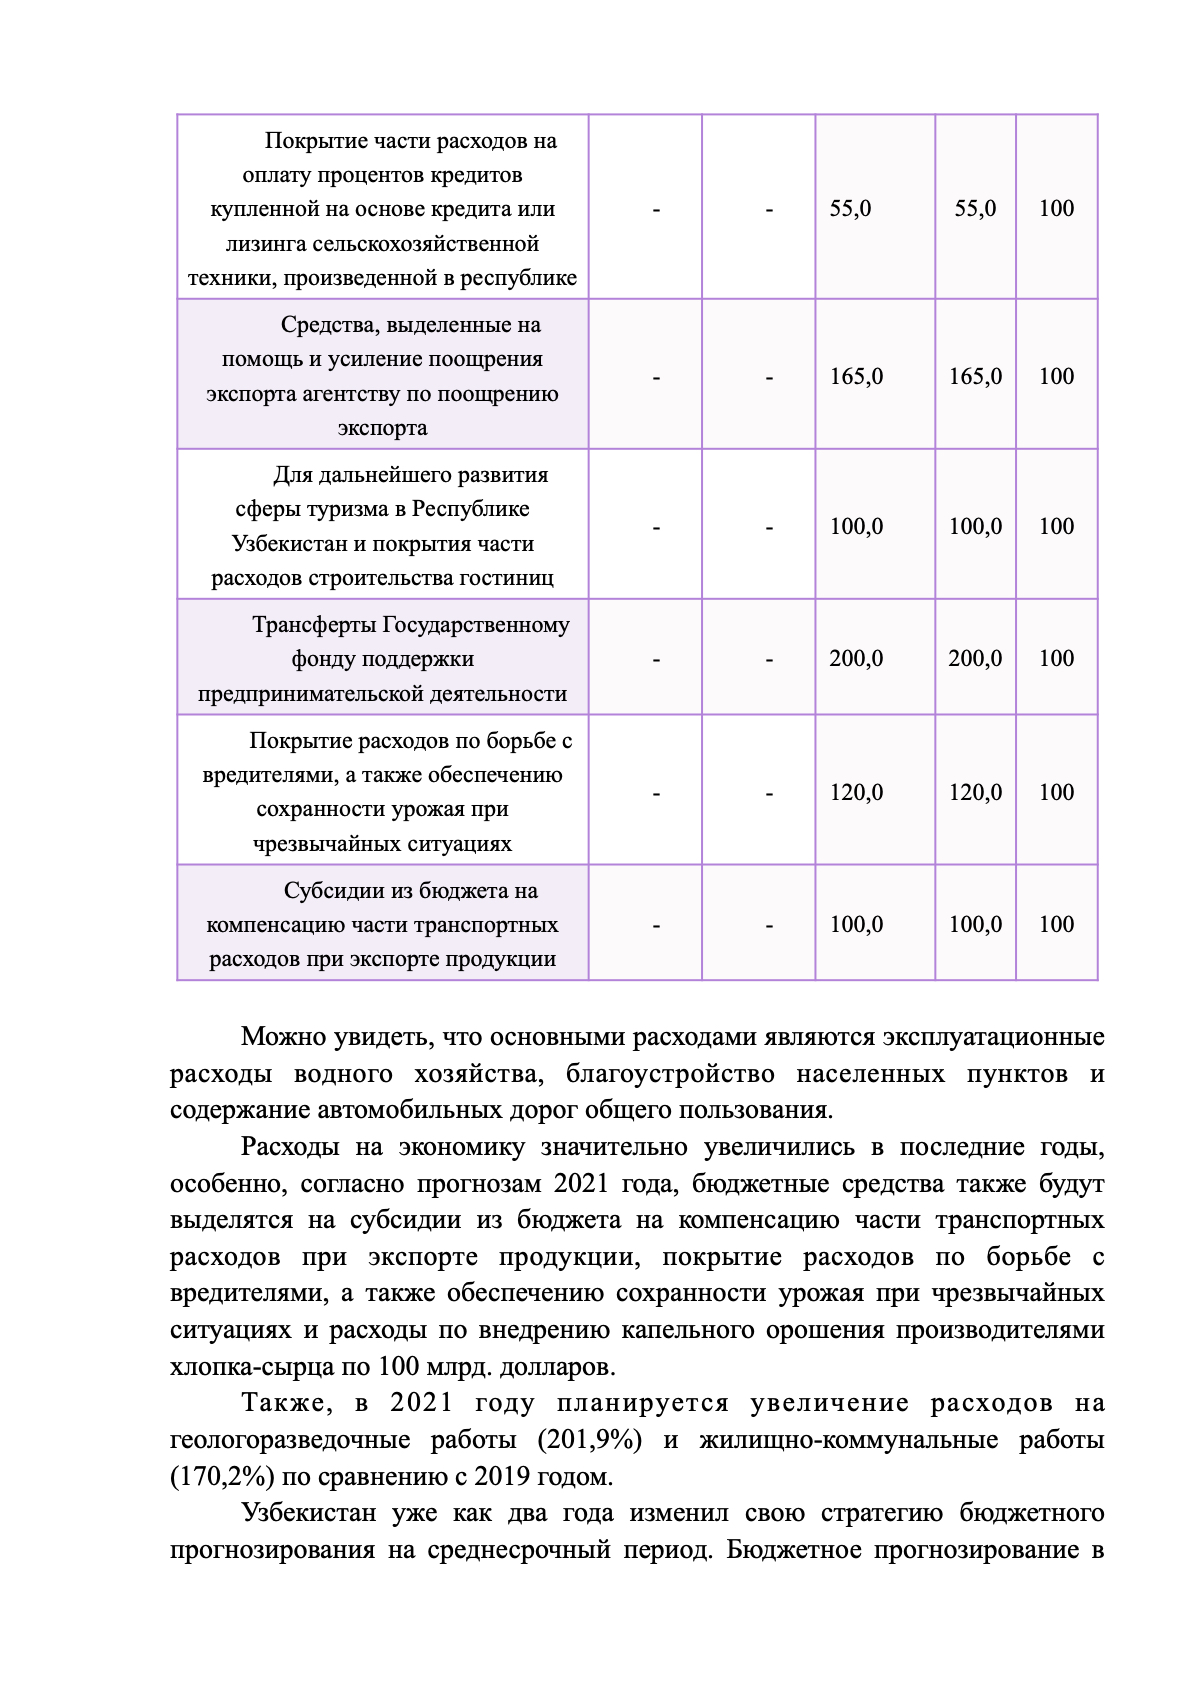 Покрытие части расходов на
оплату процентов кредитов
купленной на основе кредита или
лизинга сельскохозяйственной
техники, произведенной в республике
- - 55,0 55,0 100
Средства, выделенные на
помощь и усиление поощрения
экспорта агентству по поощрению
экспорта
- - 165,0 165,0 100
Для дальнейшего развития
сферы туризма в Республике
Узбекистан и покрытия части
расходов строительства гостиниц
- - 100,0 100,0 100
Трансферты Государственному
фонду поддержки
предпринимательской деятельности
- - 200,0 200,0 100
Покрытие расходов по борьбе с
вредителями, а также обеспечению
сохранности урожая при
чрезвычайных ситуациях
- - 120,0 120,0 100
Субсидии из бюджета на
компенсацию части транспортных
расходов при экспорте продукции
- - 100,0 100,0 100
Можно увидеть, что основными расходами являются эксплуатационные
расходы водного хозяйства, благоустройство населенных пунктов и
содержание автомобильных дорог общего пользования.
Расходы на экономику значительно увеличились в последние годы,
особенно, согласно прогнозам 2021 года, бюджетные средства также будут
выделятся на субсидии из бюджета на компенсацию части транспортных
расходов при экспорте продукции, покрытие расходов по борьбе с
вредителями, а также обеспечению сохранности урожая при чрезвычайных
ситуациях и расходы по внедрению капельного орошения производителями
хлопка-сырца по 100 млрд. долларов.
Также, в 2021 году планируется увеличение расходов на
геологоразведочные работы (201,9%) и жилищно-коммунальные работы
(170,2%) по сравнению с 2019 годом.
Узбекистан уже как два года изменил свою стратегию бюджетного
прогнозирования на среднесрочный период. Бюджетное прогнозирование в